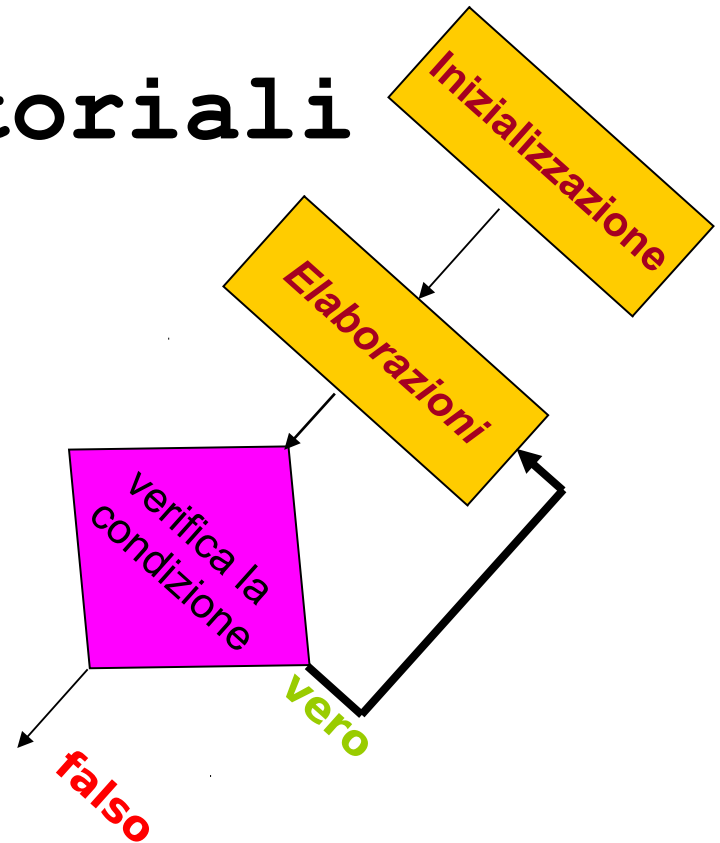 toriali
Inizializzazione
Elaborazioni
verifica la
condizione
vero
falso